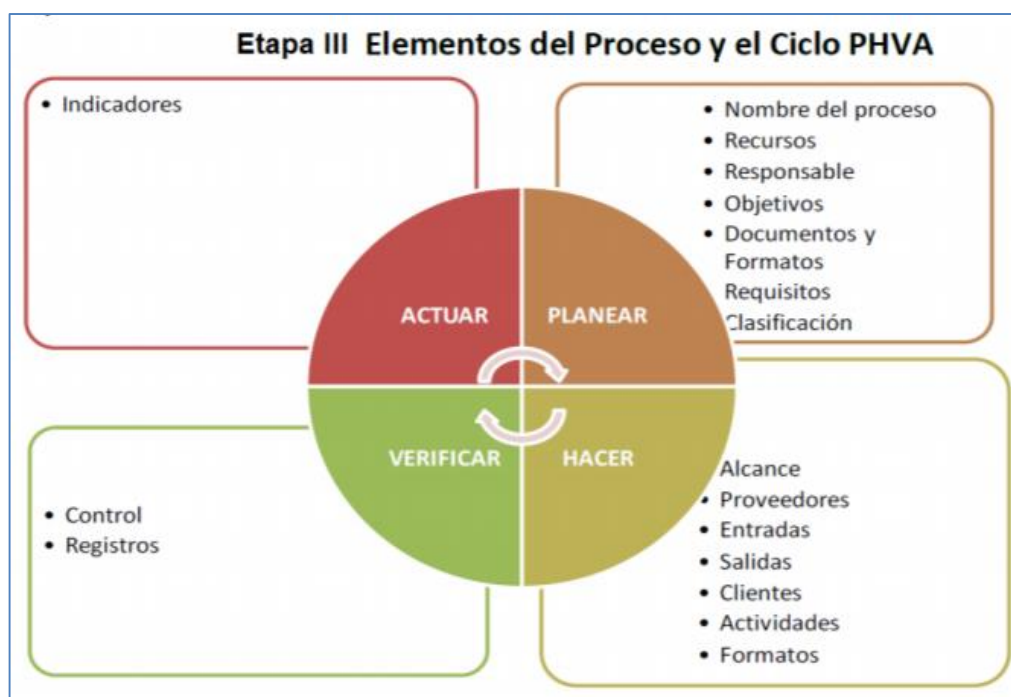 Etapa III Elementos del Proceso y el Ciclo PHVA
• Indicadores
• Nombre del proceso
• Recursos
• Responsable
• Objetivos
• Documentos y
Formatos
Requisitos
Clasificación
ACTUAR
PLANEAR
VERIFICAR
HACER
• Control
• Registros
Alcance
• Proveedores
• Entradas
• Salidas
• Clientes
• Actividades
• Formatos